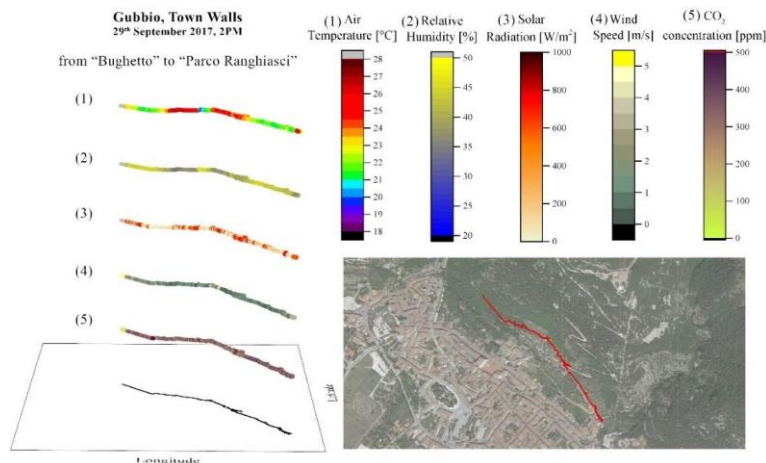 Gubbio, Town Walls
29th September 2017, 2PM
from “Bughetto” to “Parco Ranghiasci”
(1)
(2)
(3)
(4)
(5)
Longitude
(1) Air
Temperature [°C]
28
27
26
25
24
23
22
21
20
19
18
(2) Relative
Humidity [%]
50
45
40
35
30
25
20
(3) Solar
Radiation [W/m²]
1000
800
600
400
200
0
(4) Wind
Speed [m/s]
5
4
3
2
1
0
(5) CO₂
concentration [ppm]
500
400
300
200
100
0